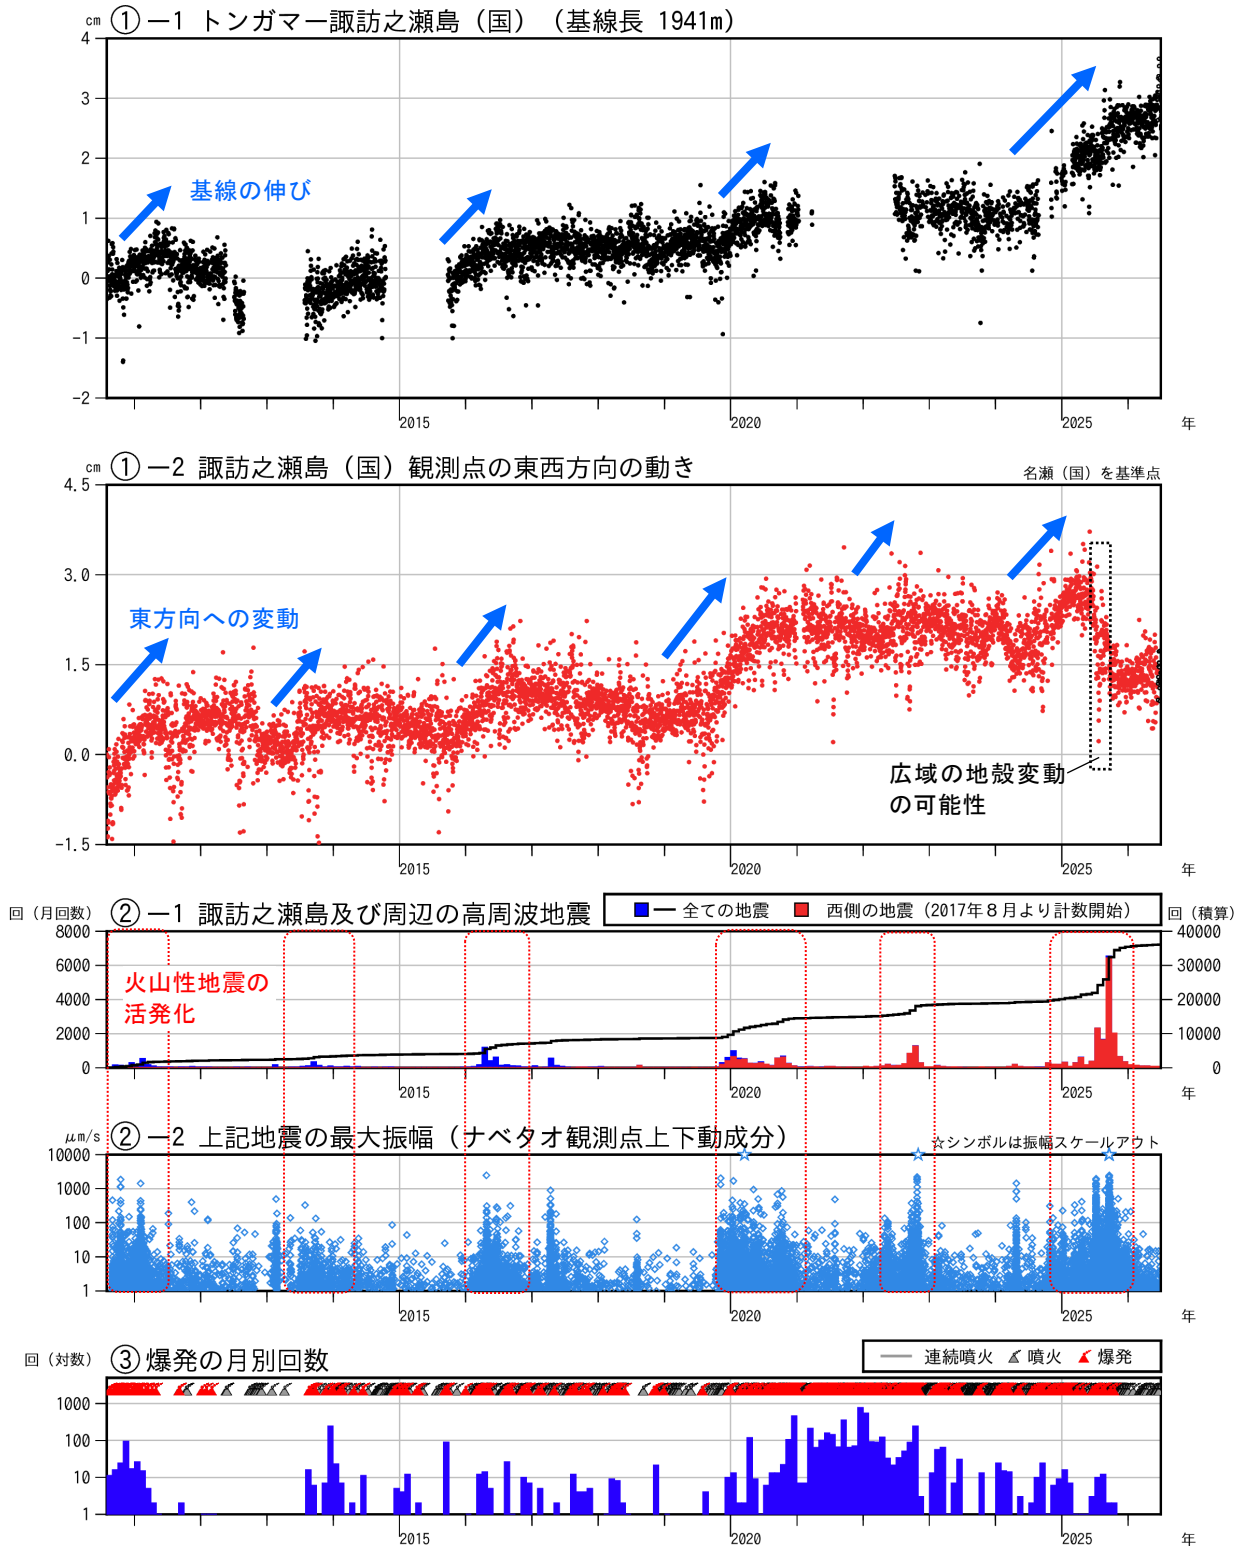 cm ①－1 トンガマー諏訪之瀬島（国）（基線長 1941m）
4
3
2
1
0
-1
-2
基線の伸び
2015 2020 2025 年
cm ①－2 諏訪之瀬島（国）観測点の東西方向の動き
名瀬（国）を基準点
4.5
3.0
1.5
0.0
-1.5
東方向への変動
広域の地殻変動
の可能性
2015 2020 2025 年
回（月回数） ②－1 諏訪之瀬島及び周辺の高周波地震
全ての地震 西側の地震（2017年８月より計数開始）
回（積算）
8000 40000
6000 30000
4000 20000
2000 10000
0 0
火山性地震の
活発化
2015 2020 2025 年
μm/s ②－2 上記地震の最大振幅（ナベタオ観測点上下動成分）
☆シンボルは振幅スケールアウト
10000
1000
100
10
1
2015 2020 2025 年
回（対数） ③爆発の月別回数
連続噴火 噴火 爆発
1000
100
10
1
2015 2020 2025 年